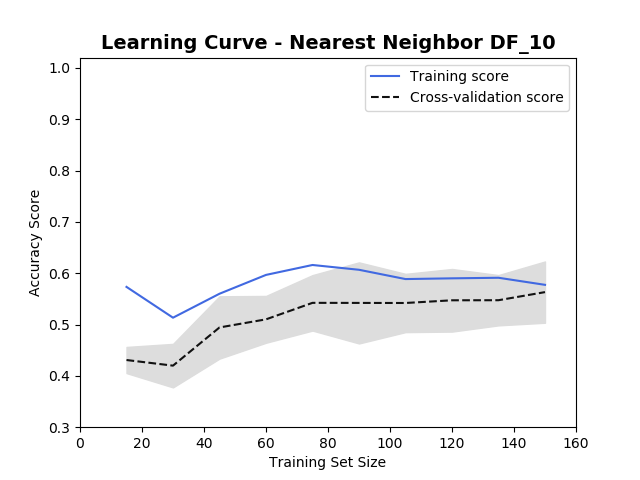 Learning Curve - Nearest Neighbor DF_10
Training score
Cross-validation score
Accuracy Score
1.0
0.9
0.8
0.7
0.6
0.5
0.4
0.3
0 20 40 60 80 100 120 140 160
Training Set Size